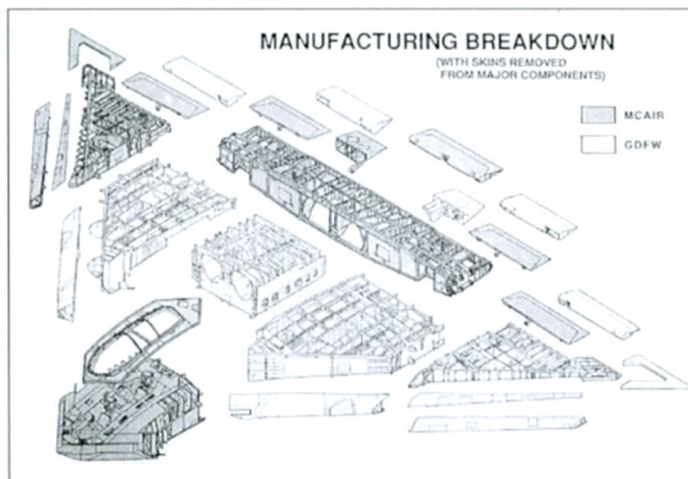 MANUFACTURING BREAKDOWN
(WITH SKINS REMOVED
FROM MAJOR COMPONENTS)
MCAIR
GDFW